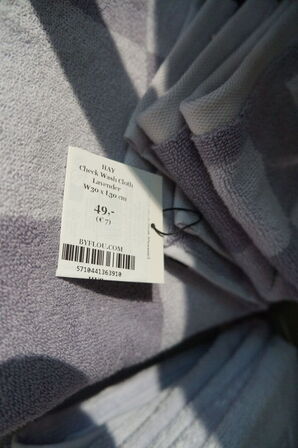 HAY
Check Wash Cloth
Lavender
W30 x L30 cm
49,-
(€ 7)
BYFLOU.COM
5710441363910